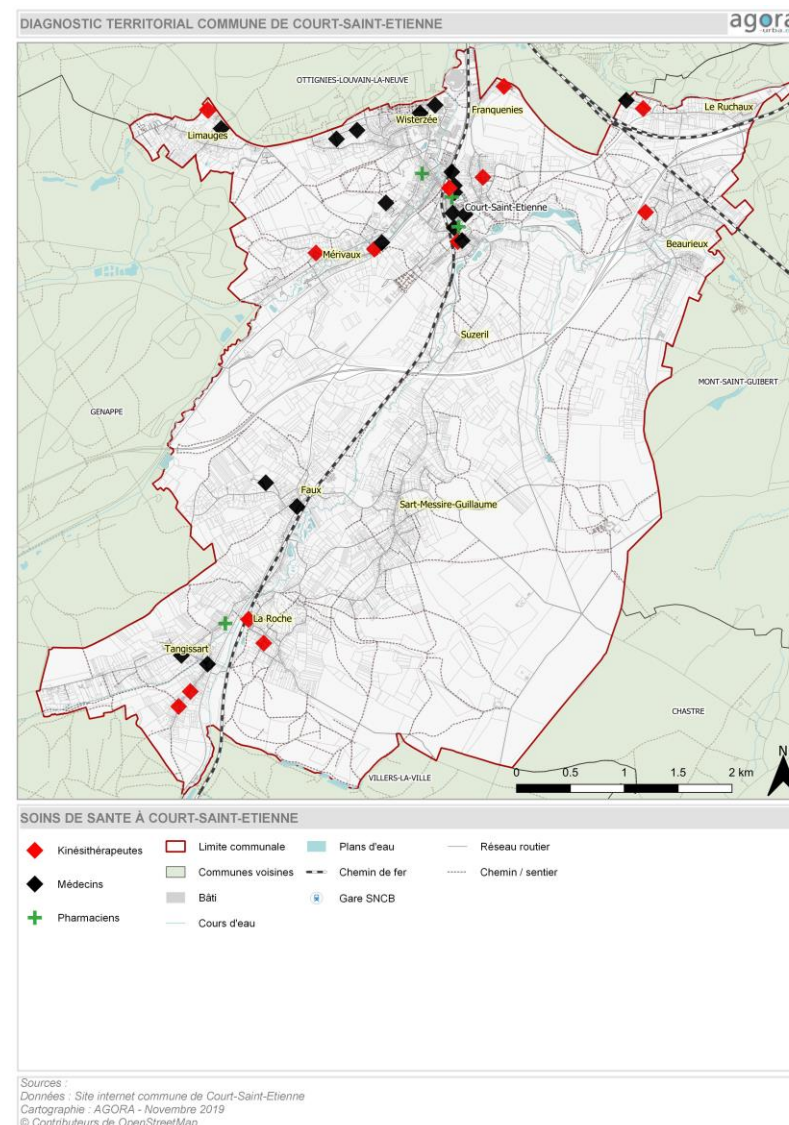 DIAGNOSTIC TERRITORIAL COMMUNE DE COURT-SAINT-ETIENNE
agora
OTTIGNIES-LOUVAIN-LA-NEUVE
Franquenies
Le Ruchaux
Wisterzée
Limauges
Court-Saint-Etienne
Beaurieux
Mérivaux
Suzeril
MONT-SAINT-GUIBERT
GENAPPE
Faux
Sart-Messire-Guillaume
La Roche
Tangissart
CHASTRE
VILLERS-LA-VILLE
N
0 0.5 1 1.5 2 km
SOINS DE SANTE À COURT-SAINT-ETIENNE
Kinésithérapeutes Limite communale Plans d'eau Réseau routier
Communes voisines Chemin de fer Chemin / sentier
Médecins
Bâti Gare SNCB
Pharmaciens
Cours d'eau
Sources :
Données : Site internet commune de Court-Saint-Etienne
Cartographie : AGORA - Novembre 2019
© Contributeurs de OpenStreetMap